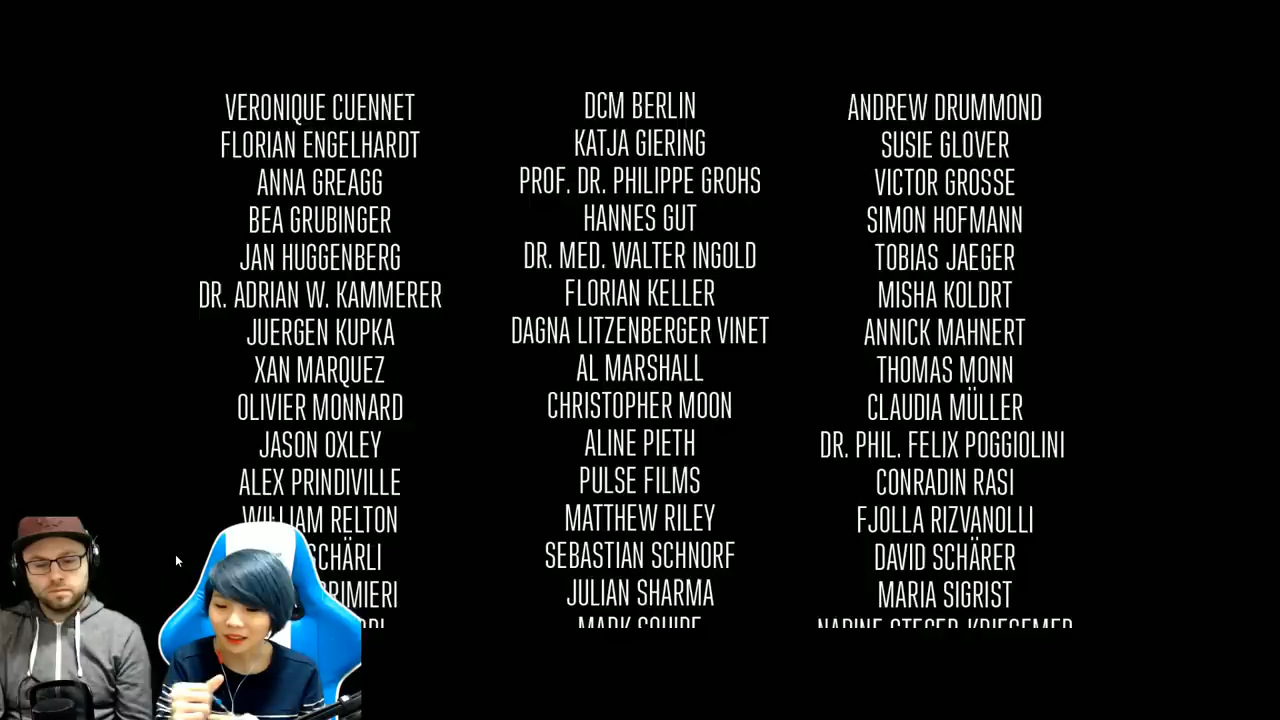 VERONIQUE CUENNET
FLORIAN ENGELHARDT
ANNA GREAGG
BEA GRUBINGER
JAN HUGGENBERG
DR. ADRIAN W. KAMMERER
JUERGEN KUPKA
XAN MARQUEZ
OLIVIER MONNARD
JASON OXLEY
ALEX PRINDIVILLE
WILLIAM RELTON
SCHÄRLI
DCM BERLIN
KATJA GIERING
PROF. DR. PHILIPPE GROHS
HANNES GUT
DR. MED. WALTER INGOLD
FLORIAN KELLER
DAGNA LITZENBERGER VINET
AL MARSHALL
CHRISTOPHER MOON
ALINE PIETH
PULSE FILMS
MATTHEW RILEY
SEBASTIAN SCHNORF
JULIAN SHARMA
MARK SQUIRE
ANDREW DRUMMOND
SUSIE GLOVER
VICTOR GROSSE
SIMON HOFMANN
TOBIAS JAEGER
MISHA KOLDRT
ANNICK MAHNERT
THOMAS MONN
CLAUDIA MÜLLER
DR. PHIL. FELIX POGGIOLINI
CONRADIN RASI
FJOLLA RIZVANOLLI
DAVID SCHÄRER
MARIA SIGRIST